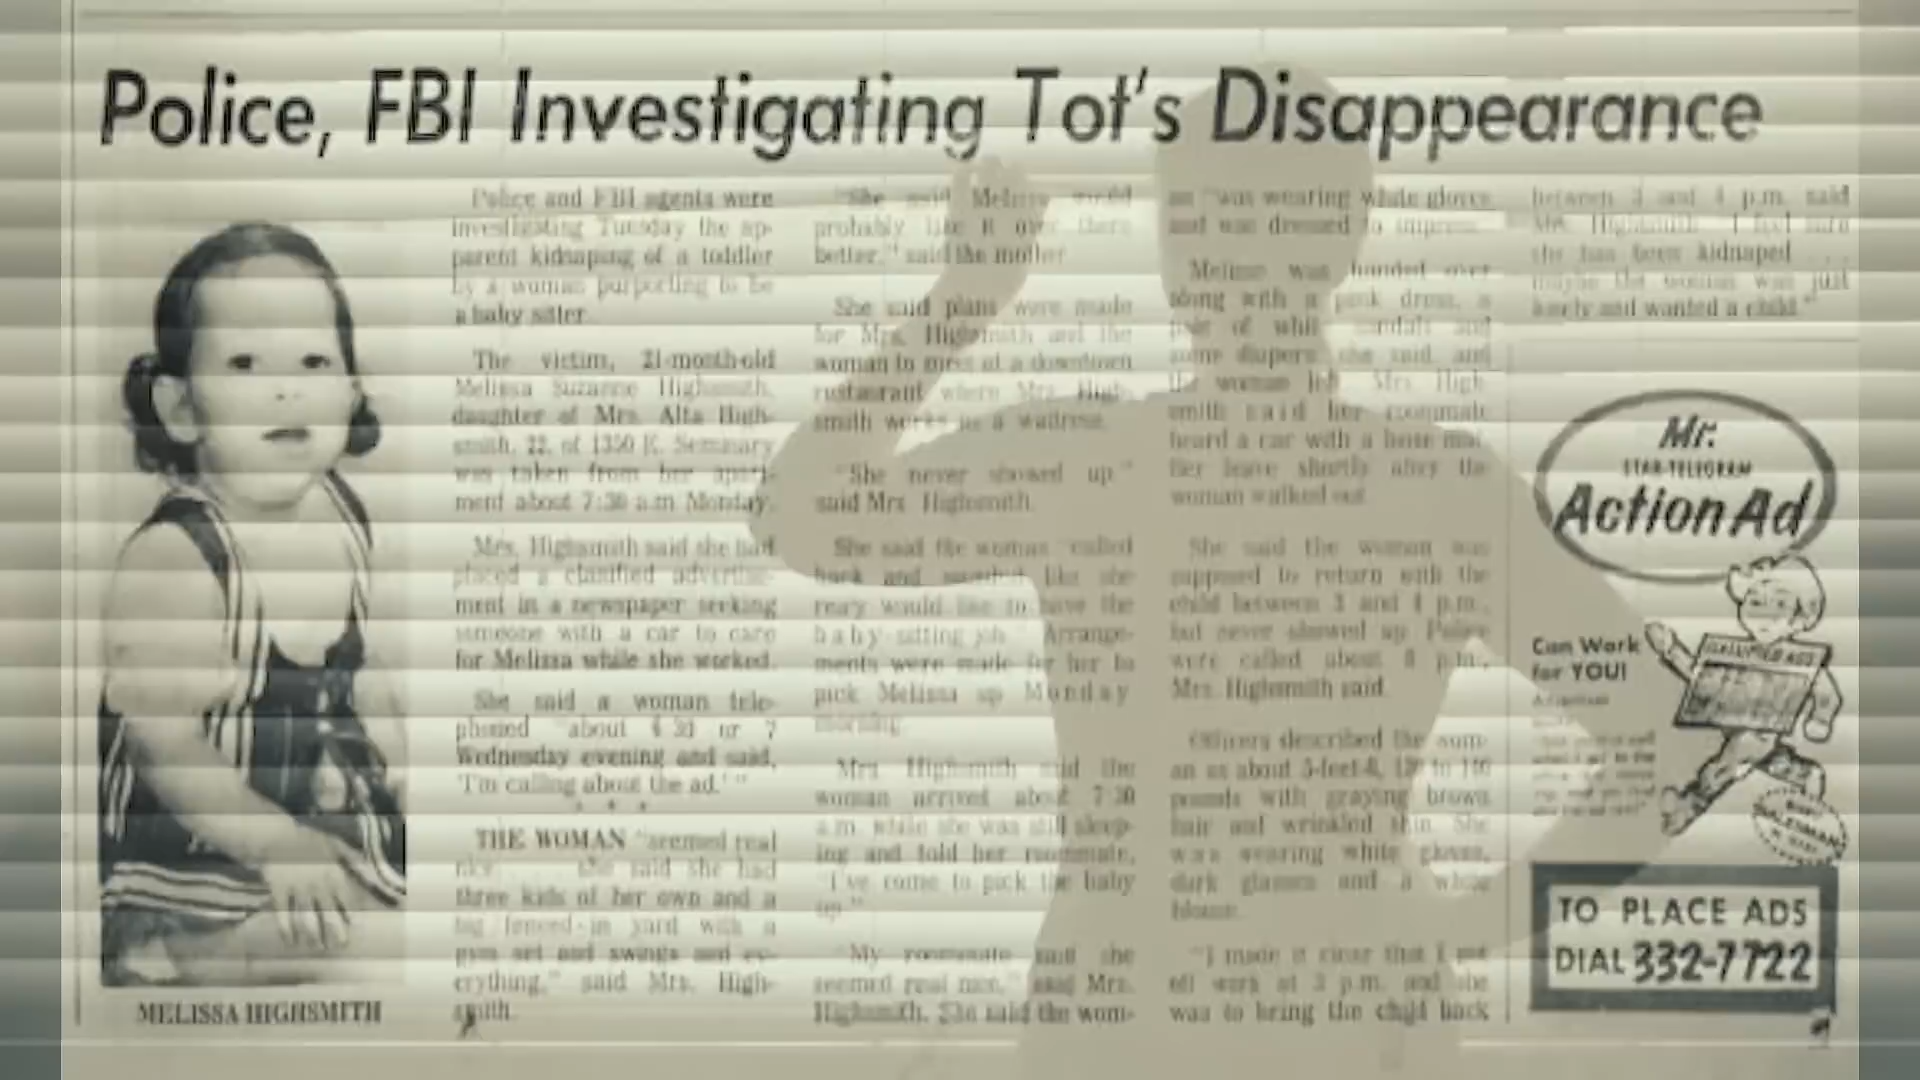 Police, FBI Investigating Tot's Disappearance
Police and FBI agents were
investigating Tuesday the ap-
parent kidnaping of a toddler
by a woman purporting to be
a baby sitter.
The victim, 21-month-old
Melissa Suzanne Highsmith,
daughter of Mrs. Alta High-
smith, 22, of 1350 E. Seminary
was taken from her apart-
ment about 7:30 a.m Monday.
Mrs. Highsmith said she had
placed a classified advertise-
ment in a newspaper seeking
someone with a car to care
for Melissa while she worked.
She said a woman tele-
phoned "about 6 30 or 7
Wednesday evening and said,
'I'm calling about the ad.' "
* * *
THE WOMAN "seemed real
nice she said she had
three kids of her own and a
big fenced-in yard with a
gym set and swings and ev-
erything," said Mrs. High-
smith.
MELISSA HIGHSMITH
"She said Melissa would
probably like it over there
better," said the mother
She said plans were made
for Mrs. Highsmith and the
woman to meet at a downtown
restaurant where Mrs. High-
smith works as a waitress.
"She never showed up"
said Mrs. Highsmith.
She said the woman "called
back and sounded like she
really would like to have the
baby sitting job." Arrange-
ments were made for her to
pick Melissa up Monday
morning.
Mrs. Highsmith said the
woman arrived about 7 30
a.m. while she was still sleep-
ing and told her roommate,
"I've come to pick the baby
up."
"My roommate said she
seemed real nice," said Mrs.
Highsmith. She said the wom-
an "was wearing white gloves
and was dressed to impress."
Melissa was handed over
along with a pink dress, a
pair of white sandals and
some diapers, she said, and
the woman left. Mrs. High-
smith said her roommate
heard a car with a
leave shortly after the
woman walked out.
She said the woman was
supposed to return with the
child between 3 and 4 p.m.,
but never showed up. Police
were called about 8 p.m.,
Mrs. Highsmith said.
Officers described the wom-
an as about 5-feet-8, to
pounds with graying brown
hair and wrinkled skin. She
was wearing white gloves,
dark glasses and a white
blouse.
"I made it clear that I got
off work at 3 p.m. and she
was to bring the child back
between 3 and 4 p.m. said
Mrs. Highsmith "I feel sure
she has been kidnaped . . .
maybe the woman was just
lonely and wanted a child."
Mr.
STAR-TELEGRAM
Action Ad
CLASSIFIED ADS
Can Work
for YOU!
TO PLACE ADS
DIAL 332-7722